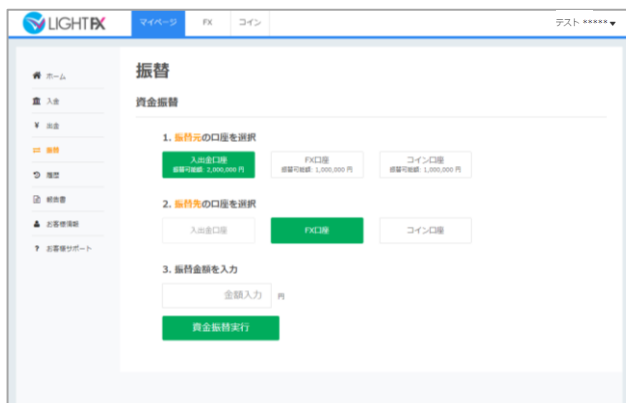 LIGHT FX マイページ FX コイン テスト *****▼
ホーム
入金
¥ 出金
振替
履歴
報告書
お客様情報
? お客様サポート
振替
資金振替
1. 振替元の口座を選択
入出金口座 FX口座 コイン口座
振替可能額: 2,000,000 円 振替可能額: 1,000,000 円 振替可能額: 1,000,000 円
2. 振替先の口座を選択
入出金口座 FX口座 コイン口座
3. 振替金額を入力
金額入力 円
資金振替実行